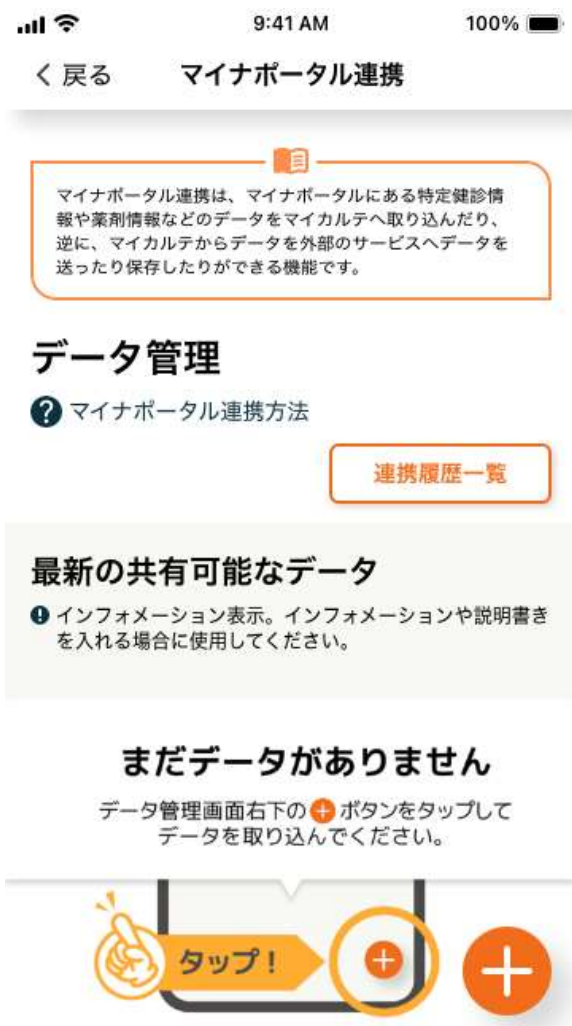 9:41 AM
100%
戻る
マイナポータル連携
マイナポータル連携は、マイナポータルにある特定健診情
報や薬剤情報などのデータをマイカルテへ取り込んだり、
逆に、マイカルテからデータを外部のサービスへデータを
送ったり保存したりができる機能です。
データ管理
? マイナポータル連携方法
連携履歴一覧
最新の共有可能なデータ
インフォメーション表示。インフォメーションや説明書き
を入れる場合に使用してください。
まだデータがありません
データ管理画面右下の + ボタンをタップして
データを取り込んでください。
タップ！